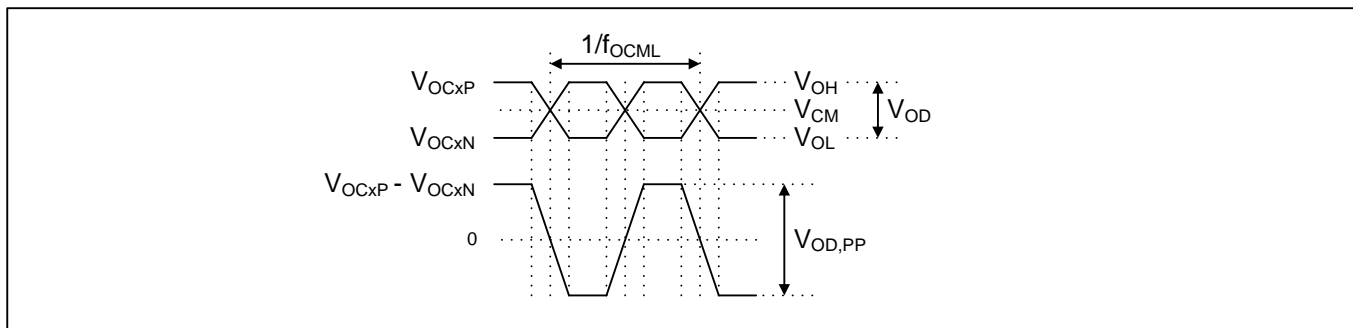 1/fOCML
VOCxP
VOH
VCM
VOD
VOCxN
VOL
VOCxP - VOCxN
0
VOD,PP